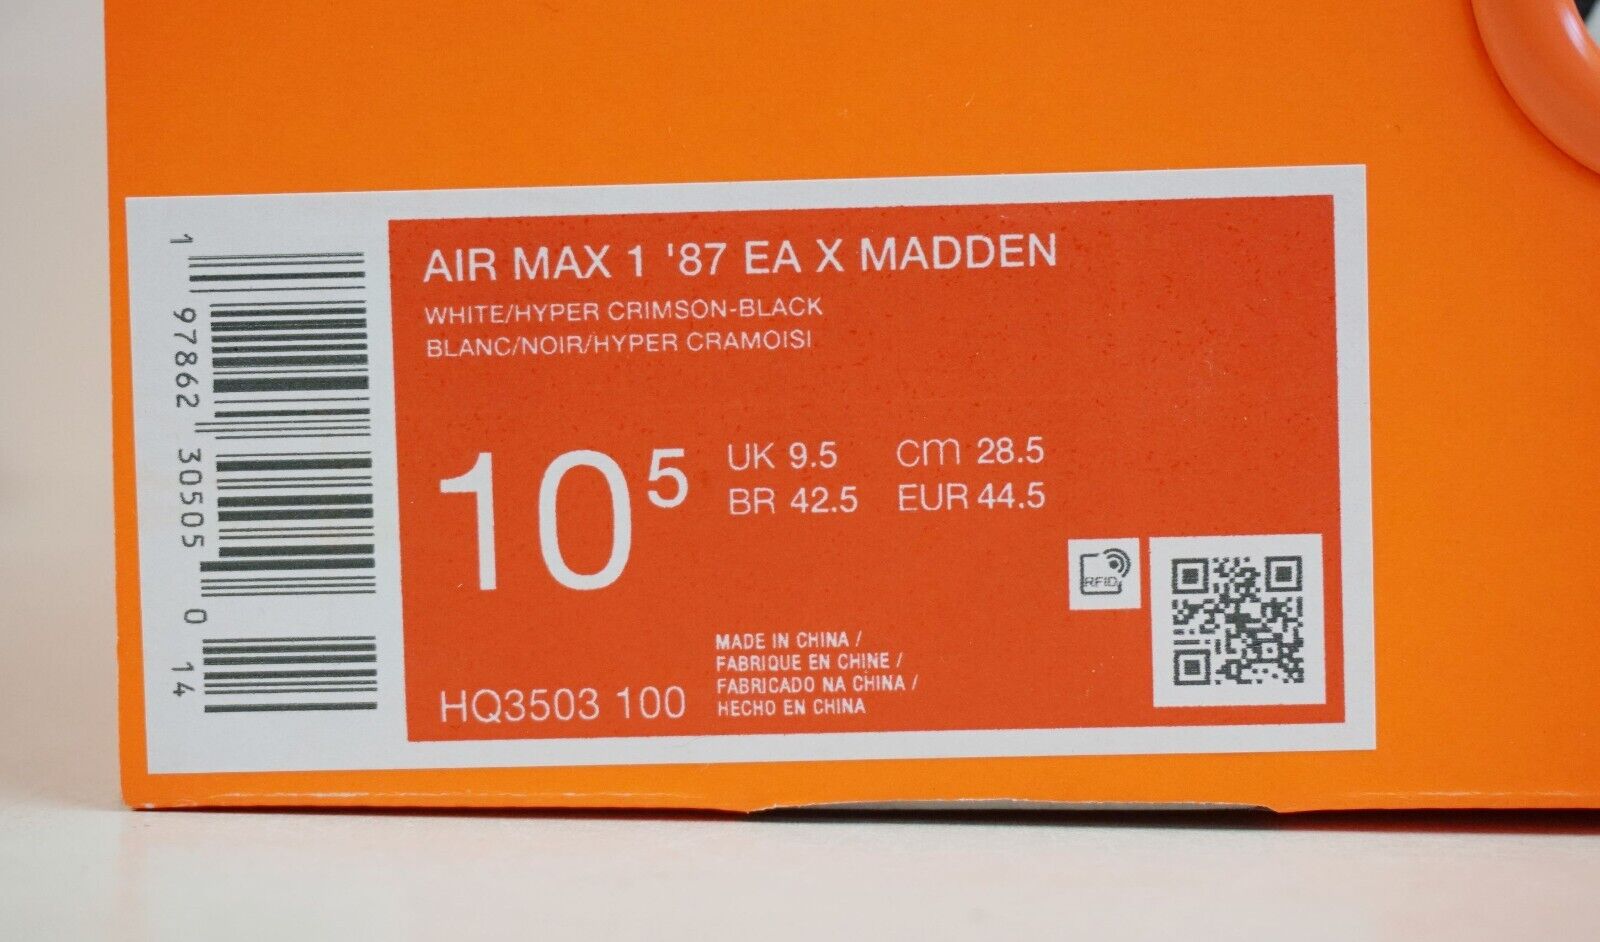 1 97862 30505 0 14
AIR MAX 1 '87 EA X MADDEN
WHITE/HYPER CRIMSON-BLACK
BLANC/NOIR/HYPER CRAMOISI
10 5
UK 9.5 cm 28.5
BR 42.5 EUR 44.5
RFID
MADE IN CHINA /
FABRIQUE EN CHINE /
FABRICADO NA CHINA /
HECHO EN CHINA
HQ3503 100